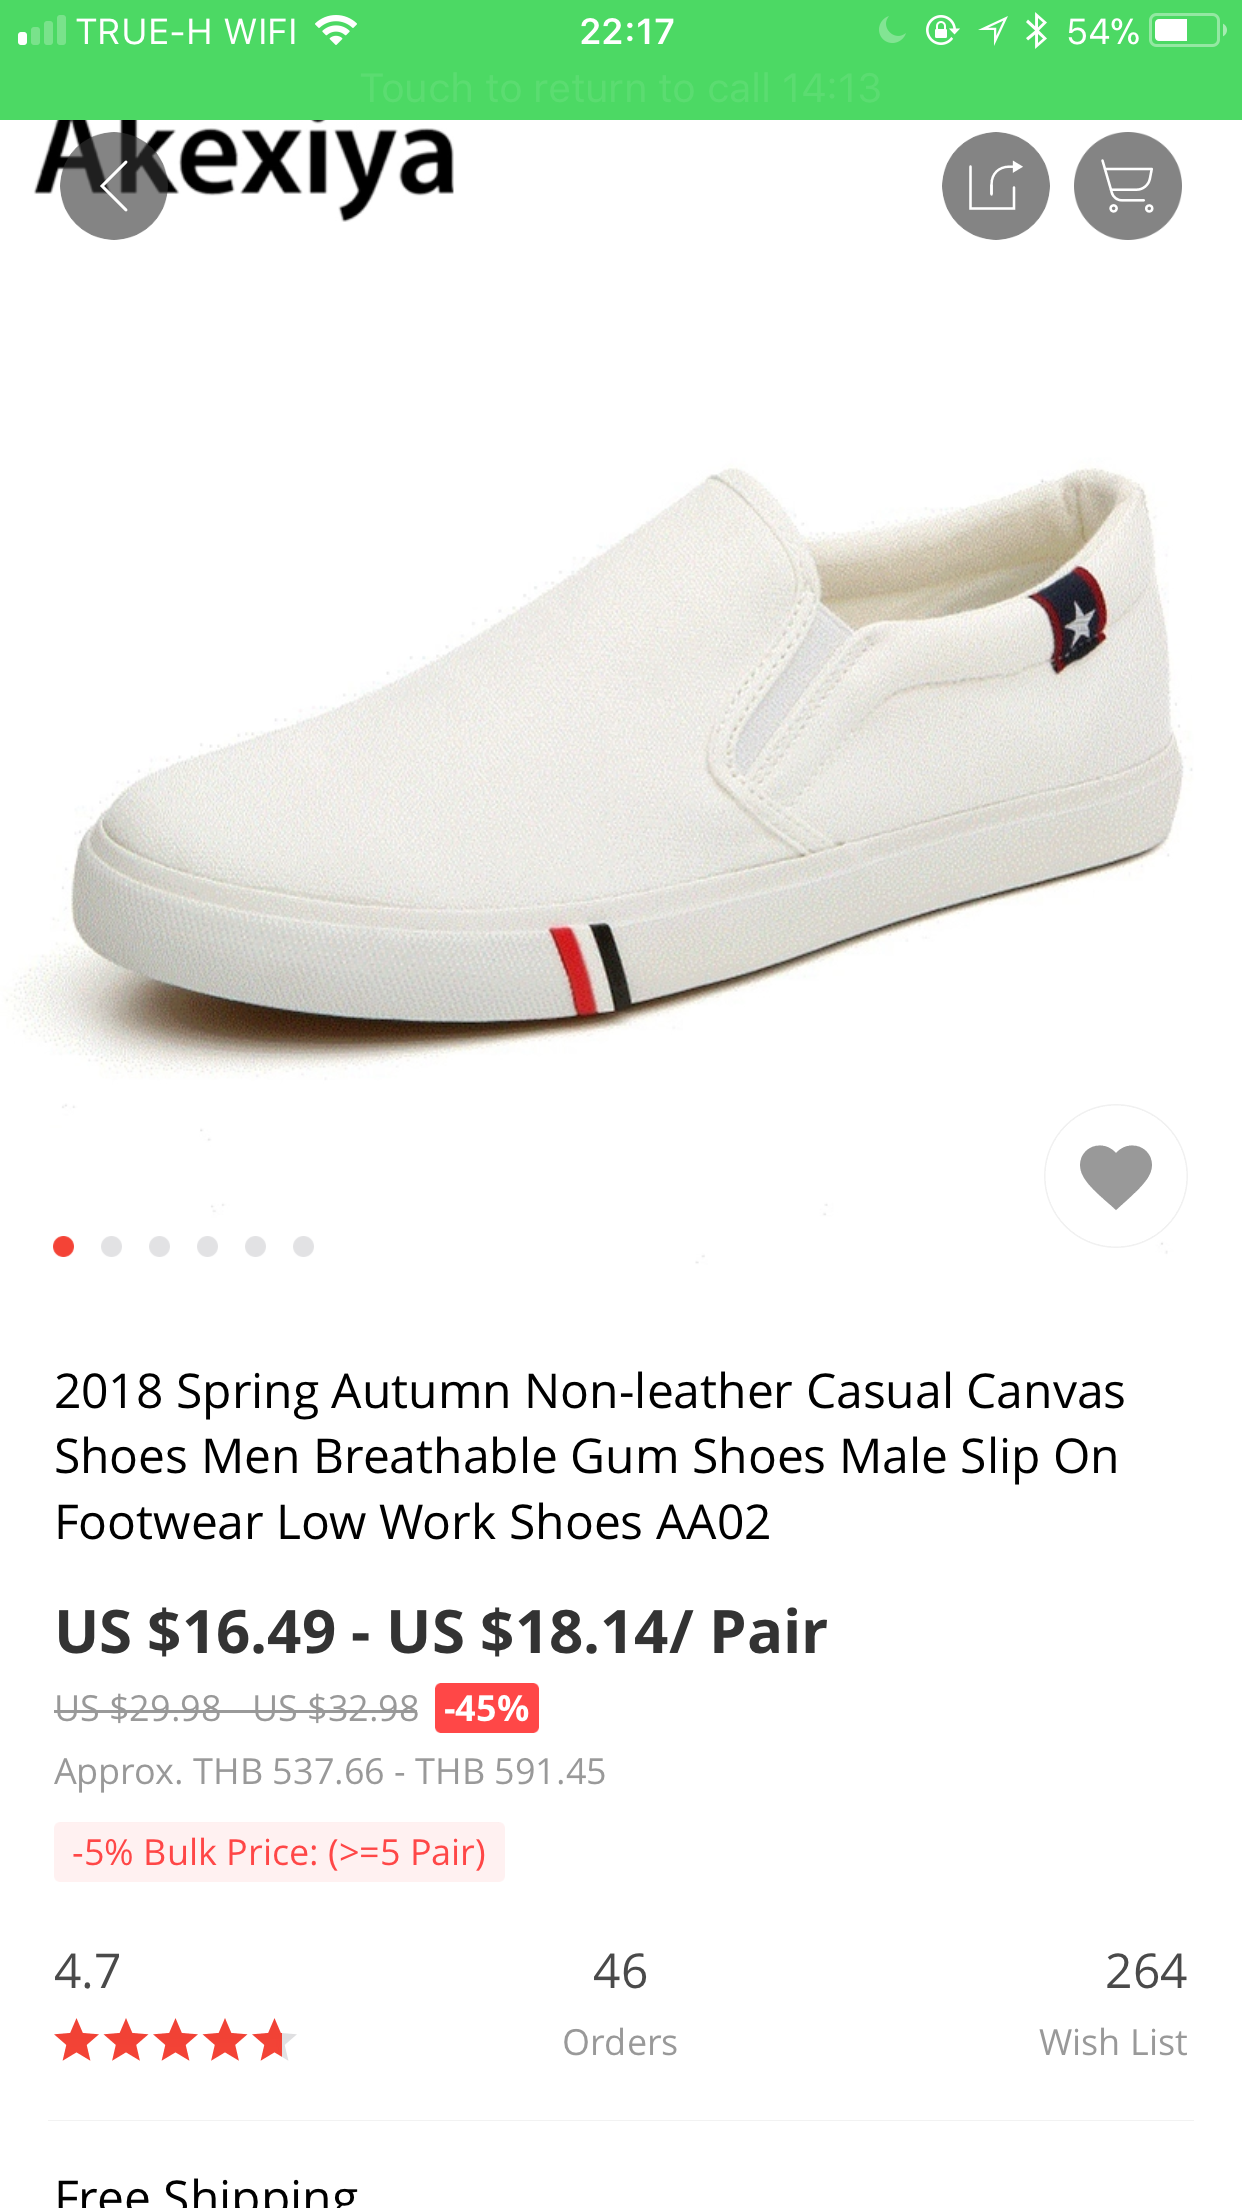 TRUE-H WIFI 22:17 54%
Touch to return to call 14:13
Akexiya
2018 Spring Autumn Non-leather Casual Canvas
Shoes Men Breathable Gum Shoes Male Slip On
Footwear Low Work Shoes AA02
US $16.49 - US $18.14/ Pair
US $29.98 - US $32.98 -45%
Approx. THB 537.66 - THB 591.45
-5% Bulk Price: (>=5 Pair)
4.7 46 264
Orders Wish List
Free Shipping